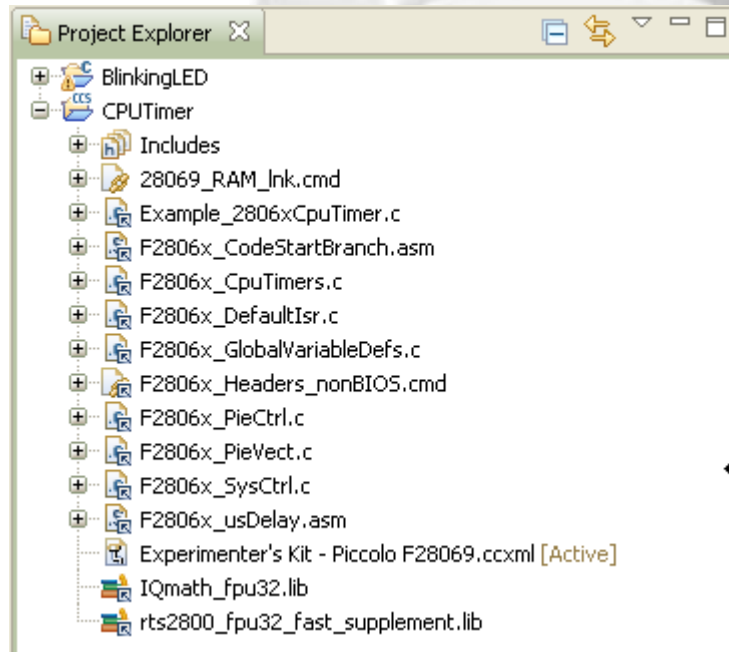 Project Explorer
BlinkingLED
CPUTimer
Includes
28069_RAM_lnk.cmd
Example_2806xCpuTimer.c
F2806x_CodeStartBranch.asm
F2806x_CpuTimers.c
F2806x_DefaultIsr.c
F2806x_GlobalVariableDefs.c
F2806x_Headers_nonBIOS.cmd
F2806x_PieCtrl.c
F2806x_PieVect.c
F2806x_SysCtrl.c
F2806x_usDelay.asm
Experimenter's Kit - Piccolo F28069.ccxml [Active]
IQmath_fpu32.lib
rts2800_fpu32_fast_supplement.lib